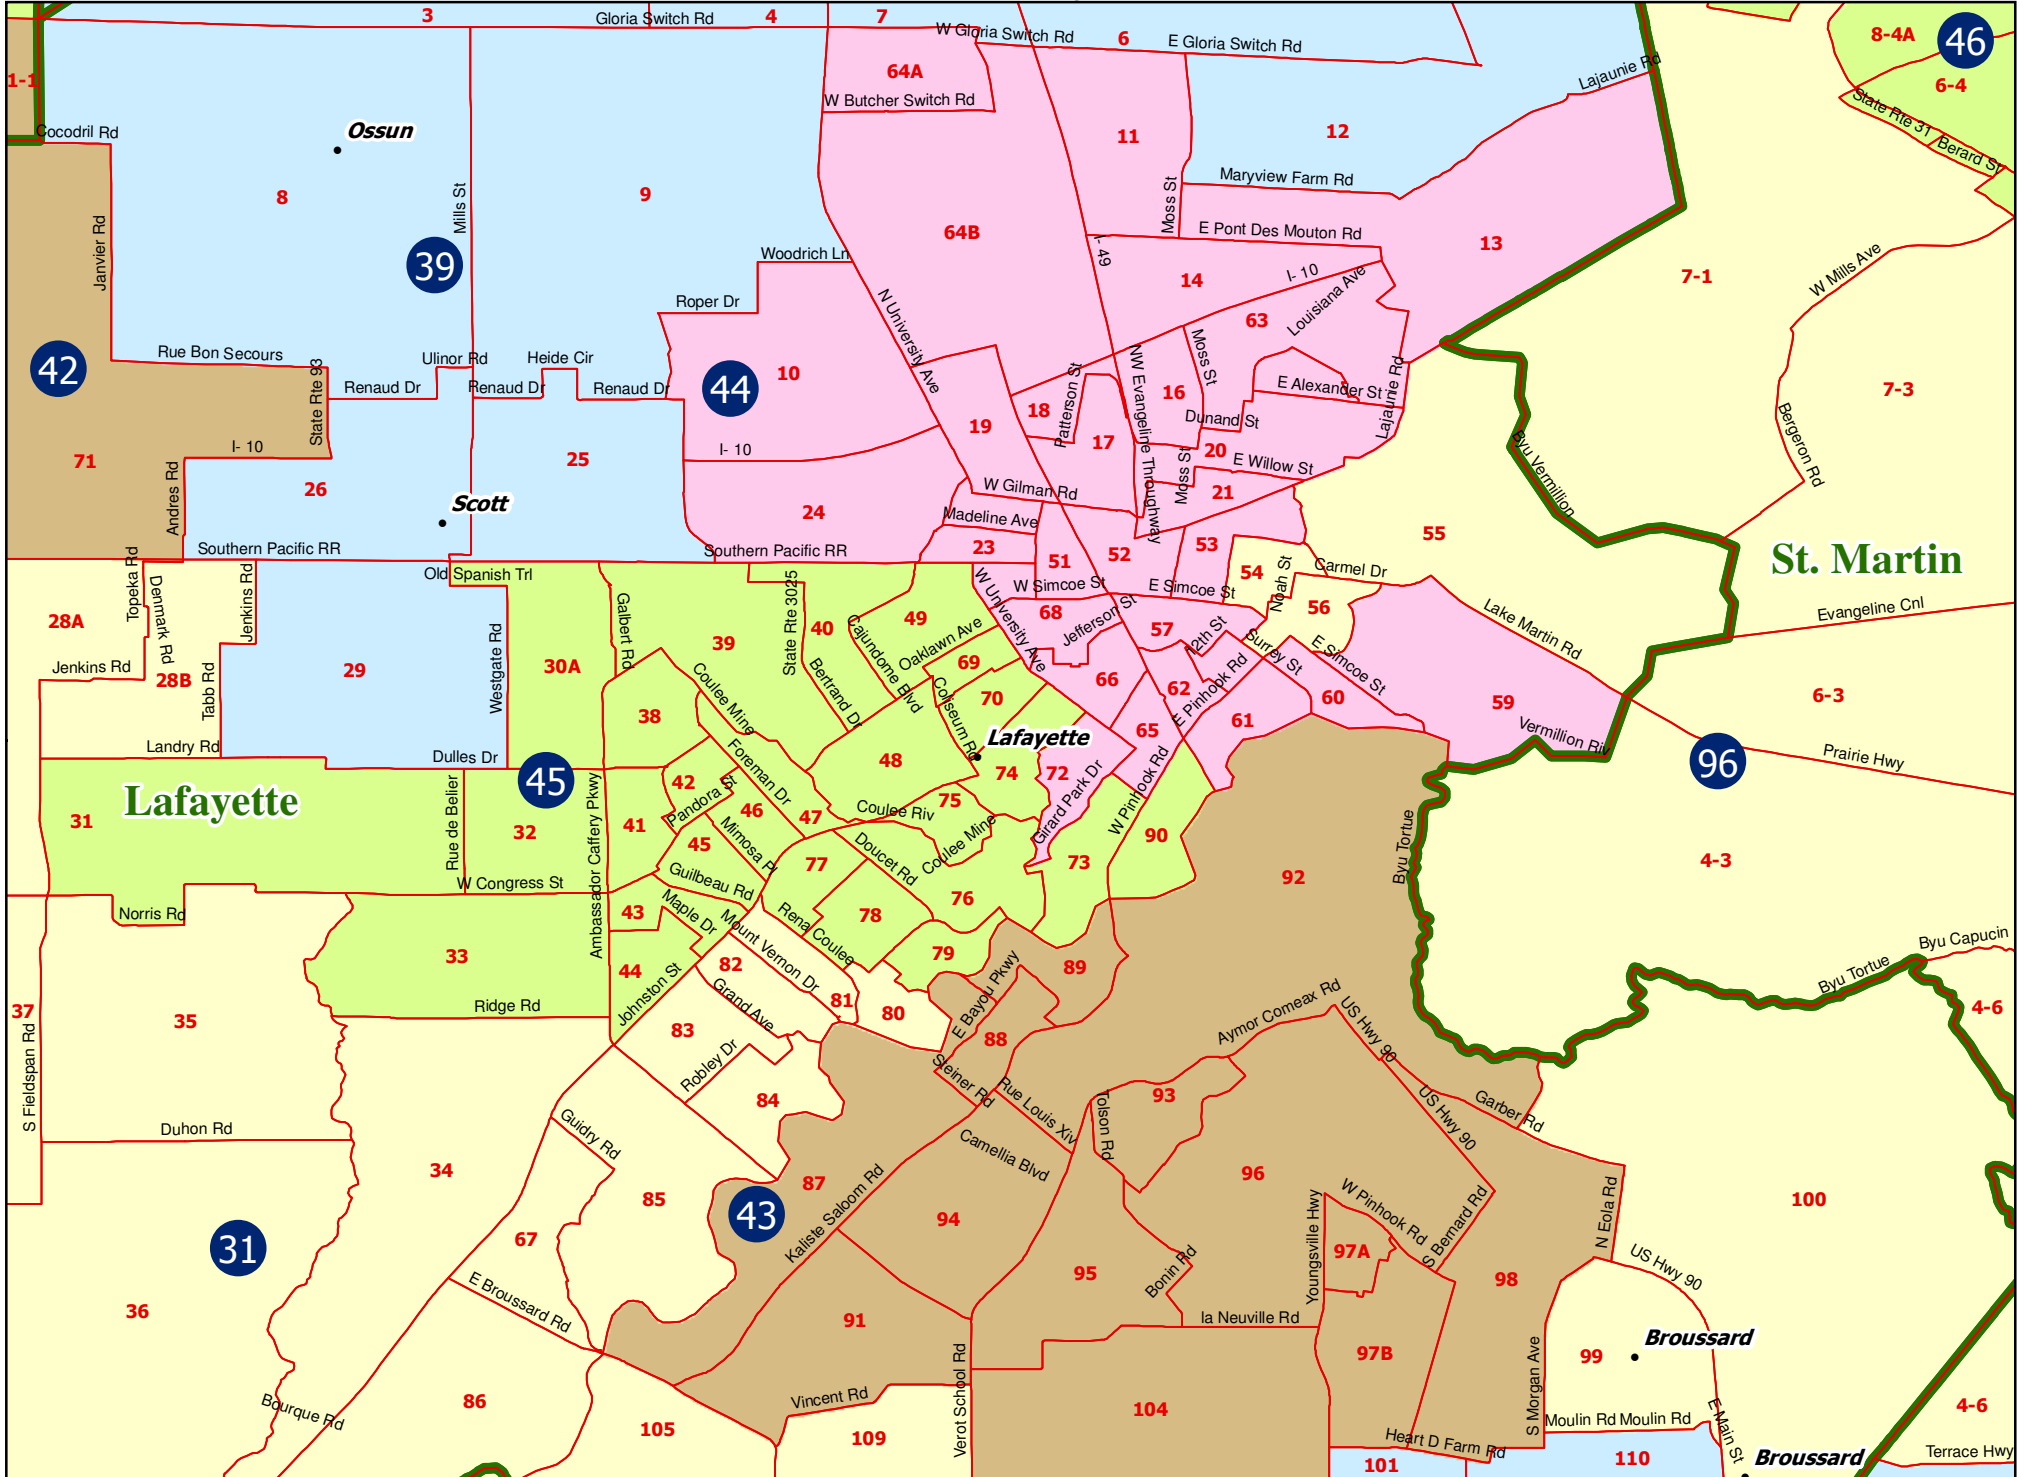 3
Gloria Switch Rd
4
7
W Gloria Switch Rd
6
E Gloria Switch Rd
8-4A
46
1-1
64A
W Butcher Switch Rd
Lajaunie Rd
6-4
State Rte 31
Berard St
Cocodril Rd
Ossun
11
12
8
9
Mills St
Maryview Farm Rd
Moss St
Janvier Rd
64B
E Pont Des Mouton Rd
13
39
Woodrich Ln
I- 49
14
I- 10
7-1
W Mills Ave
Roper Dr
N University Ave
63
Louisiana Ave
42
Rue Bon Secours
State Rte 93
Ulinor Rd
Heide Cir
Renaud Dr
Renaud Dr
Renaud Dr
44
10
Patterson St
NW Evangeline Throughway
Moss St
16
E Alexander St
Lajaunie Rd
7-3
18
19
17
Dunand St
20
Bergeron Rd
71
I- 10
25
I- 10
E Willow St
Moss St
Byu Vermillion
26
Andres Rd
Scott
24
W Gilman Rd
21
Madeline Ave
55
Southern Pacific RR
Southern Pacific RR
23
51
52
53
54
St. Martin
Topeka Rd
Denmark Rd
Jenkins Rd
Old Spanish Trl
Galbert Rd
State Rte 3025
W University Ave
W Simcoe St
E Simcoe St
Noah St
Carmel Dr
56
Lake Martin Rd
Evangeline Cnl
28A
Jenkins Rd
28B
Tabb Rd
29
Westgate Rd
30A
39
40
Cajundome Blvd
49
Oaklawn Ave
68
Jefferson St
57
12th St
Surrey St
E Simcoe St
69
Bertrand Dr
Coulee Mine
Coliseum Rd
70
66
62
E Pinhook Rd
60
59
6-3
38
61
65
Landry Rd
Dulles Dr
Foreman Dr
Lafayette
Vermillion Riv
96
Prairie Hwy
45
48
74
72
Girard Park Dr
W Pinhook Rd
Lafayette
42
Pandora St
31
Rue de Belier
32
Ambassador Caffery Pkwy
41
46
47
Coulee Riv
75
Coulee Mine
45
Mimosa Pl
Doucet Rd
90
73
Byu Tortue
4-3
77
W Congress St
Guilbeau Rd
92
Norris Rd
43
Maple Dr
Mount Vernon Dr
Rena Coulee
78
76
33
79
Byu Capucin
44
82
E Bayou Pkwy
89
Byu Tortue
Ridge Rd
Johnston St
Grand Ave
81
80
37
35
83
88
Aymor Comeax Rd
US Hwy 90
4-6
S Fieldspan Rd
Robley Dr
84
Steiner Rd
Rue Louis Xiv
Tolson Rd
93
US Hwy 90
Garber Rd
Duhon Rd
Guidry Rd
Camellia Blvd
34
85
87
Kaliste Saloom Rd
43
94
96
Youngsville Hwy
W Pinhook Rd
S Bernard Rd
N Eola Rd
100
31
67
97A
95
Bonin Rd
98
US Hwy 90
36
E Broussard Rd
91
la Neuville Rd
97B
99
Broussard
S Morgan Ave
Verot School Rd
Bourque Rd
86
105
Vincent Rd
109
104
Heart D Farm Rd
Moulin Rd
Moulin Rd
E Main St
4-6
101
110
Broussard
Terrace Hwy